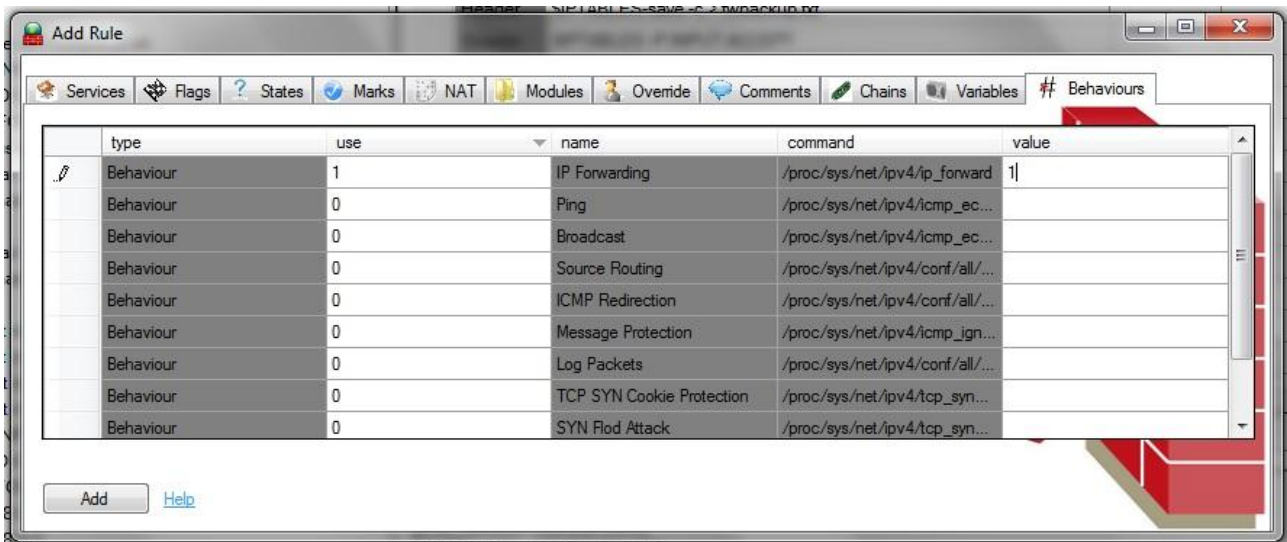 Header $IPTABLES-save -c > fwbackup.txt
Add Rule
Services Flags ? States Marks NAT Modules Override Comments Chains Variables # Behaviours
type use name command value
Behaviour 1 IP Forwarding /proc/sys/net/ipv4/ip_forward 1
Behaviour 0 Ping /proc/sys/net/ipv4/icmp_ec...
Behaviour 0 Broadcast /proc/sys/net/ipv4/icmp_ec...
Behaviour 0 Source Routing /proc/sys/net/ipv4/conf/all/...
Behaviour 0 ICMP Redirection /proc/sys/net/ipv4/conf/all/...
Behaviour 0 Message Protection /proc/sys/net/ipv4/icmp_ign...
Behaviour 0 Log Packets /proc/sys/net/ipv4/conf/all/...
Behaviour 0 TCP SYN Cookie Protection /proc/sys/net/ipv4/tcp_syn...
Behaviour 0 SYN Flod Attack /proc/sys/net/ipv4/tcp_syn...
Add Help